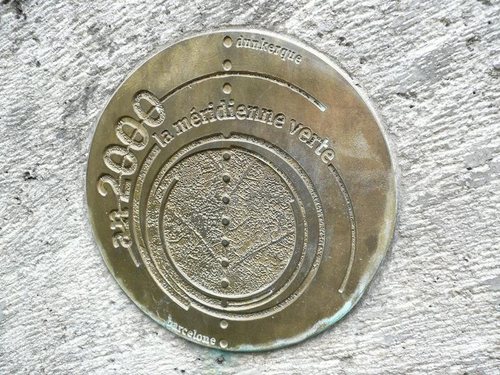 dunkerque
an 2000
la méridienne verte
barcelone